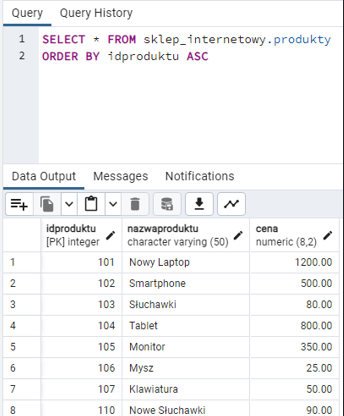 Query Query History
1 SELECT * FROM sklep_internetowy.produkty
2 ORDER BY idproduktu ASC
Data Output Messages Notifications
idproduktu nazwaproduktu cena
[PK] integer character varying (50) numeric (8,2)
1 101 Nowy Laptop 1200.00
2 102 Smartphone 500.00
3 103 Słuchawki 80.00
4 104 Tablet 800.00
5 105 Monitor 350.00
6 106 Mysz 25.00
7 107 Klawiatura 50.00
8 110 Nowe Słuchawki 90.00